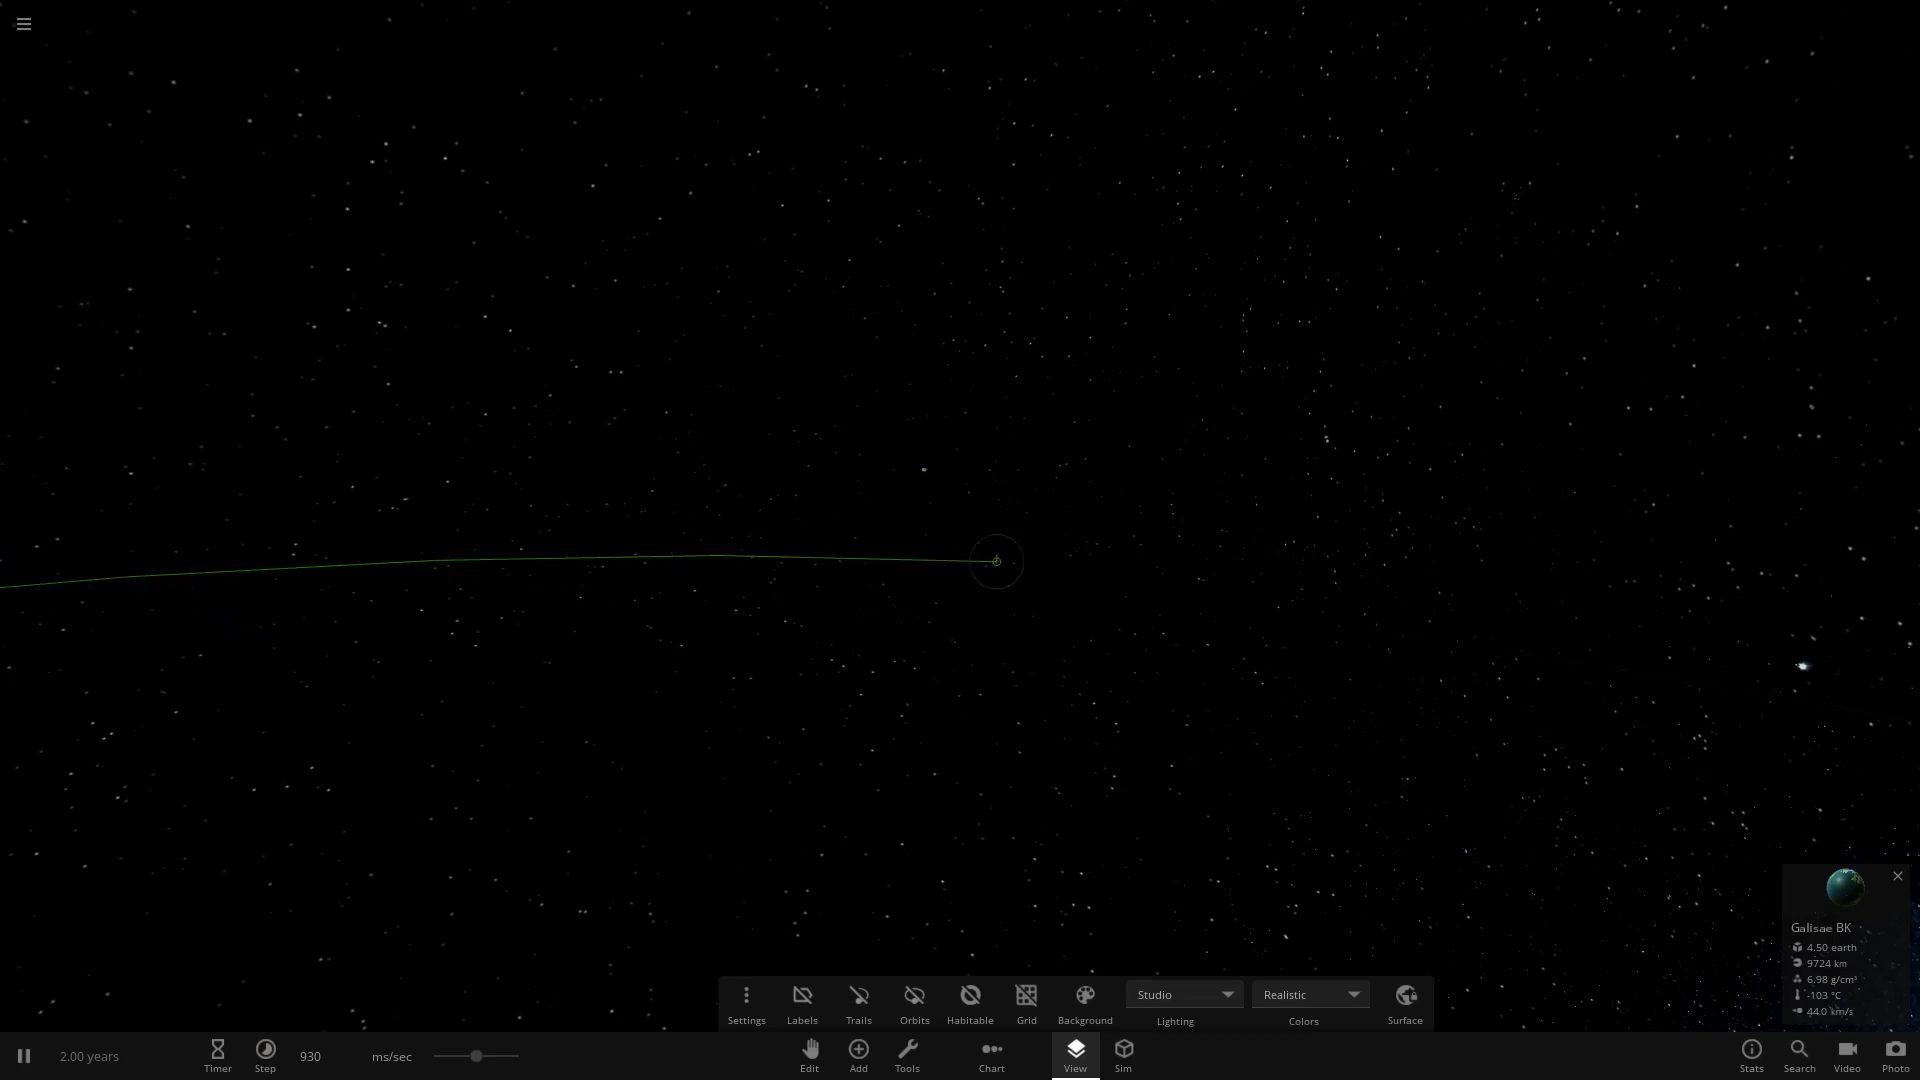 Settings
Labels
Trails
Orbits
Habitable
Grid
Background
Studio
Lighting
Realistic
Colors
Surface
Galisae BK
4.50 earth
9724 km
6.98 g/cm³
-103 °C
44.0 km/s
2.00 years
Timer
Step
930
ms/sec
Edit
Add
Tools
Chart
View
Sim
Stats
Search
Video
Photo